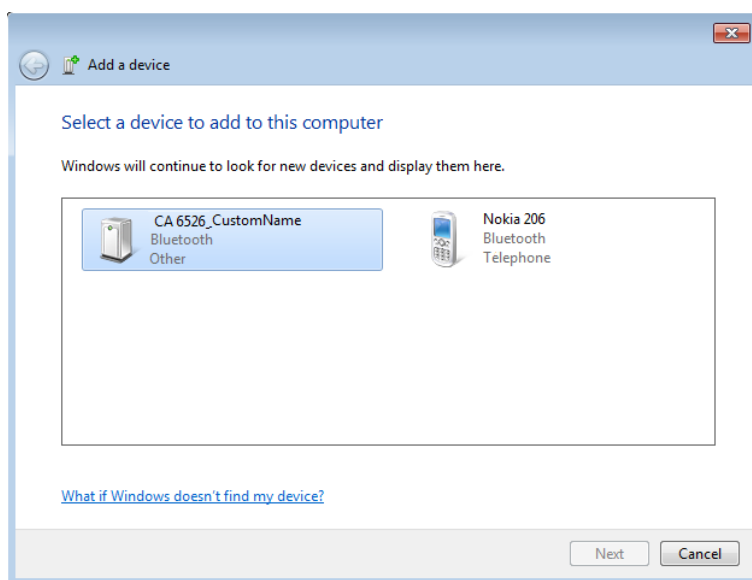 Add a device
Select a device to add to this computer
Windows will continue to look for new devices and display them here.
CA 6526_CustomName
Bluetooth
Other
Nokia 206
Bluetooth
Telephone
What if Windows doesn't find my device?
Next
Cancel